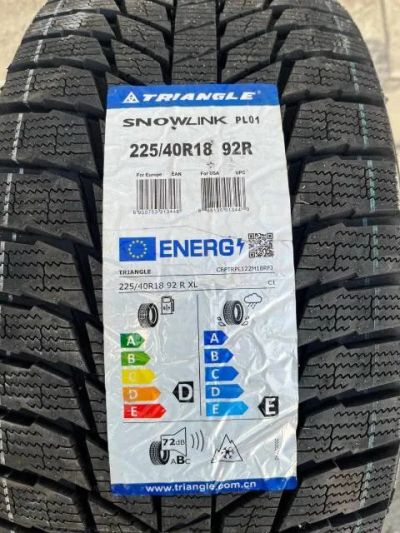 TRIANGLE
SNOWLINK PL01
225/40R18 92R
For Europe EAN For USA UPC
ENERG
TRIANGLE
225/40R18 92 R XL C1
A A
B B
C C
D D D
E E E
72dB
ABC
www.triangle.com.cn